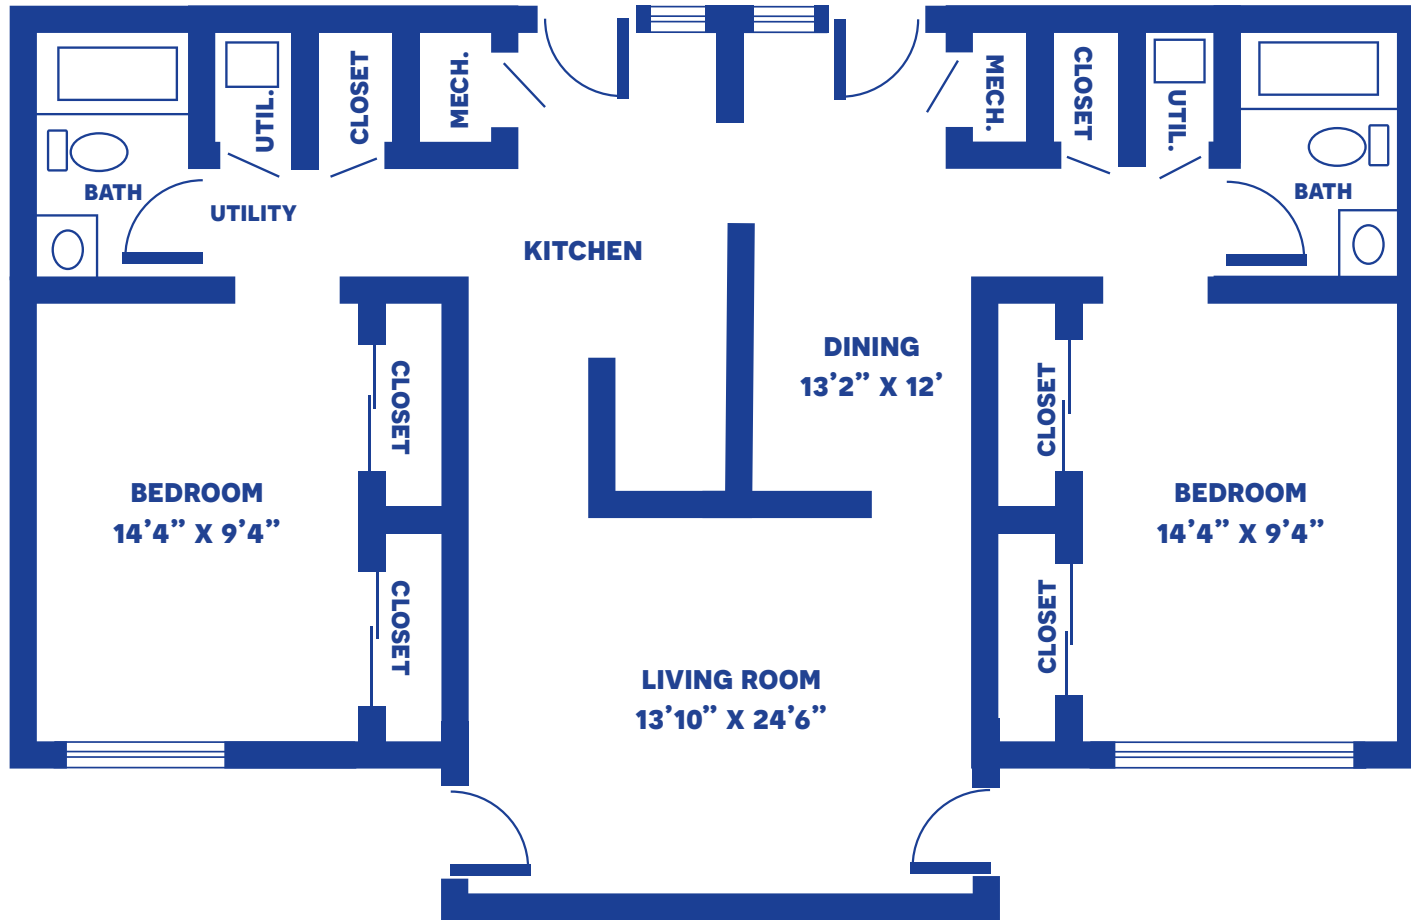 UTIL.
CLOSET
MECH.
MECH.
CLOSET
UTIL.
BATH
UTILITY
BATH
KITCHEN
DINING
13’2” X 12’
CLOSET
CLOSET
BEDROOM
14’4” X 9’4”
BEDROOM
14’4” X 9’4”
CLOSET
CLOSET
LIVING ROOM
13’10” X 24’6”